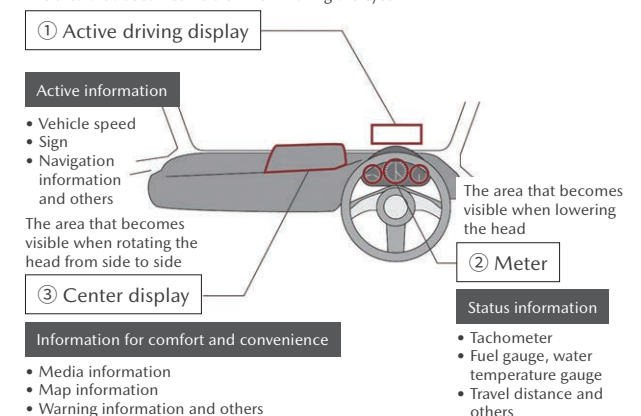 ① Active driving display
Active information
• Vehicle speed
• Sign
• Navigation
information
and others
The area that becomes
visible when rotating the
head from side to side
③ Center display
Information for comfort and convenience
• Media information
• Map information
• Warning information and others
The area that becomes
visible when lowering
the head
② Meter
Status information
• Tachometer
• Fuel gauge, water
temperature gauge
• Travel distance and
others